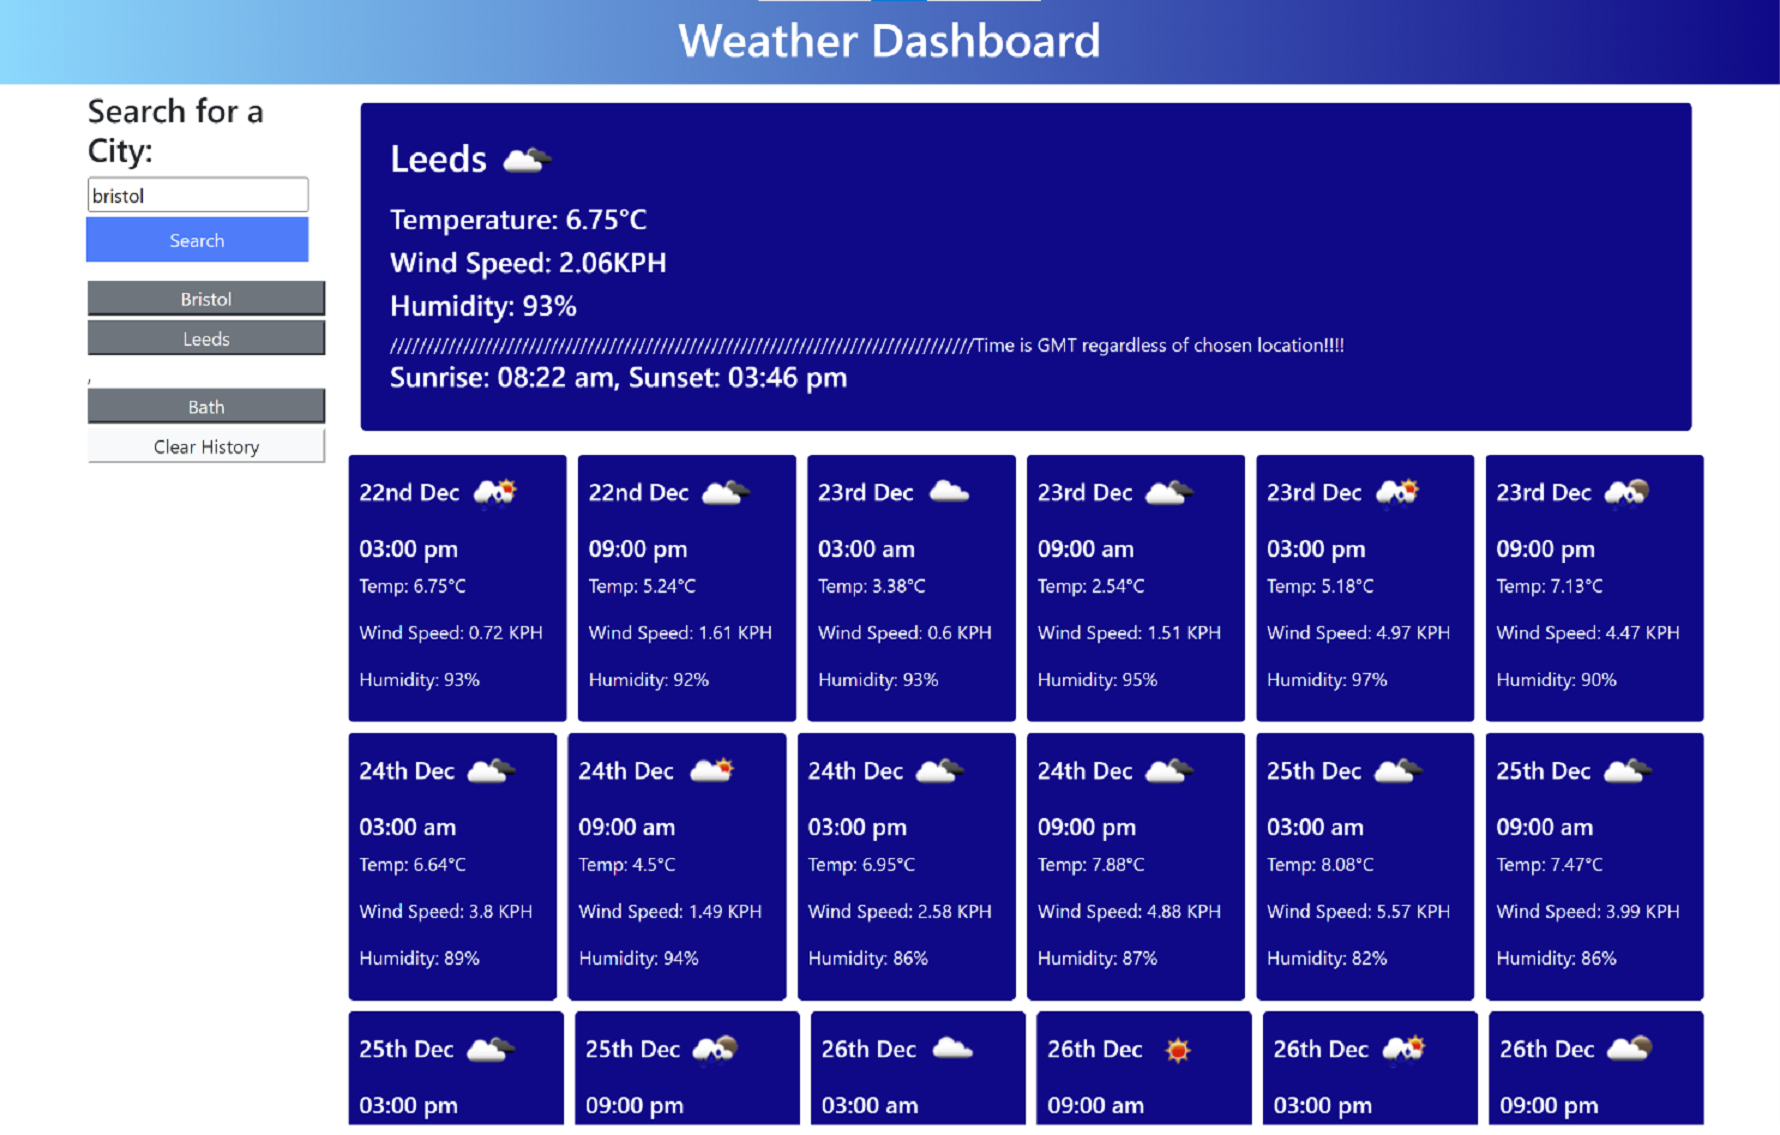 Weather Dashboard
Search for a
City:
bristol
Search
Bristol
Leeds
,
Bath
Clear History
Leeds
Temperature: 6.75°C
Wind Speed: 2.06KPH
Humidity: 93%
////////////////////////////////////////////////////////////////////////////////Time is GMT regardless of chosen location!!!!
Sunrise: 08:22 am, Sunset: 03:46 pm
22nd Dec
03:00 pm
Temp: 6.75°C
Wind Speed: 0.72 KPH
Humidity: 93%
22nd Dec
09:00 pm
Temp: 5.24°C
Wind Speed: 1.61 KPH
Humidity: 92%
23rd Dec
03:00 am
Temp: 3.38°C
Wind Speed: 0.6 KPH
Humidity: 93%
23rd Dec
09:00 am
Temp: 2.54°C
Wind Speed: 1.51 KPH
Humidity: 95%
23rd Dec
03:00 pm
Temp: 5.18°C
Wind Speed: 4.97 KPH
Humidity: 97%
23rd Dec
09:00 pm
Temp: 7.13°C
Wind Speed: 4.47 KPH
Humidity: 90%
24th Dec
03:00 am
Temp: 6.64°C
Wind Speed: 3.8 KPH
Humidity: 89%
24th Dec
09:00 am
Temp: 4.5°C
Wind Speed: 1.49 KPH
Humidity: 94%
24th Dec
03:00 pm
Temp: 6.95°C
Wind Speed: 2.58 KPH
Humidity: 86%
24th Dec
09:00 pm
Temp: 7.88°C
Wind Speed: 4.88 KPH
Humidity: 87%
25th Dec
03:00 am
Temp: 8.08°C
Wind Speed: 5.57 KPH
Humidity: 82%
25th Dec
09:00 am
Temp: 7.47°C
Wind Speed: 3.99 KPH
Humidity: 86%
25th Dec
03:00 pm
25th Dec
09:00 pm
26th Dec
03:00 am
26th Dec
09:00 am
26th Dec
03:00 pm
26th Dec
09:00 pm